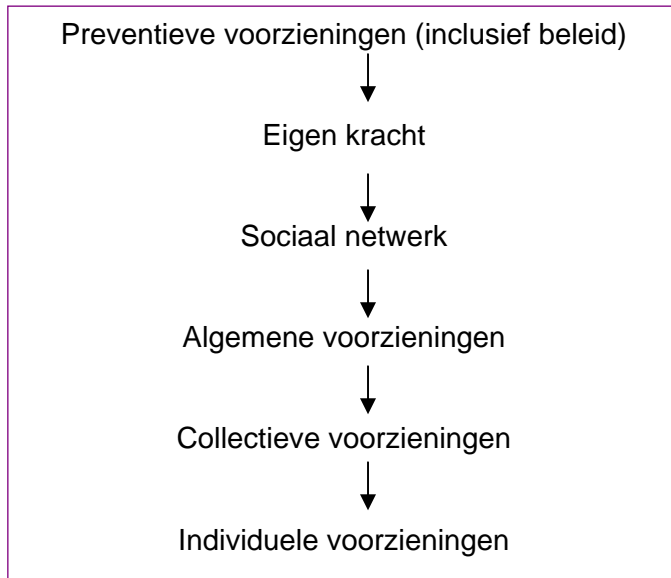 Preventieve voorzieningen (inclusief beleid)
Eigen kracht
Sociaal netwerk
Algemene voorzieningen
Collectieve voorzieningen
Individuele voorzieningen